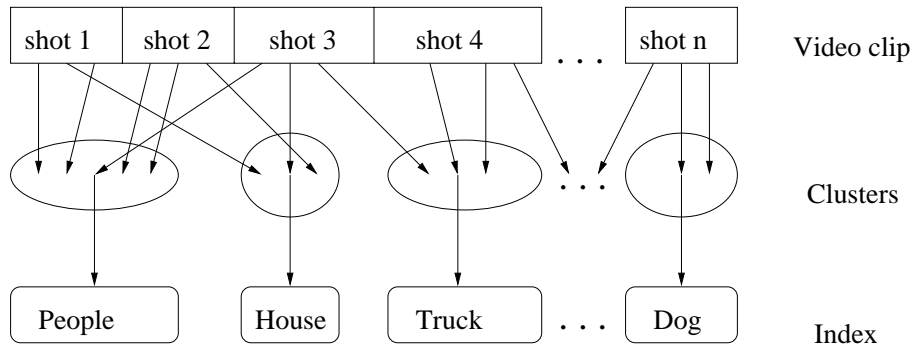 shot 1 shot 2 shot 3 shot 4 . . . shot n Video clip
. . . Clusters
People House Truck . . . Dog Index